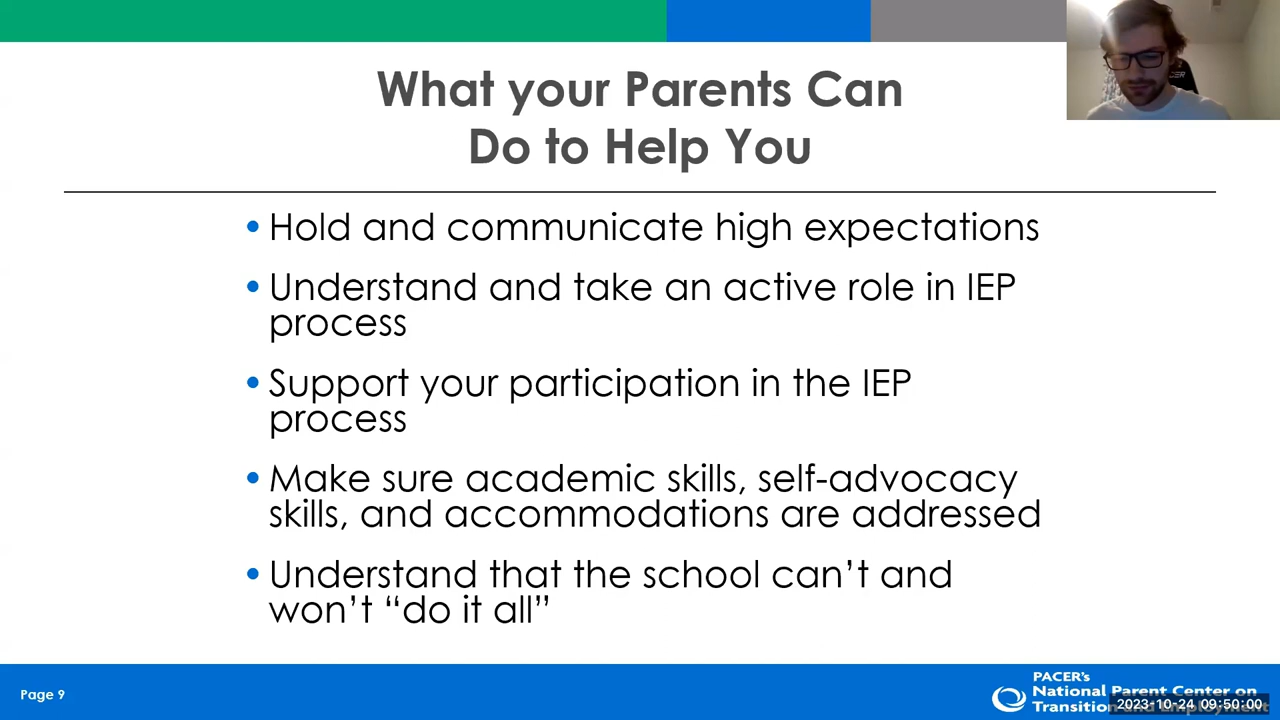 What your Parents Can
Do to Help You
•Hold and communicate high expectations
•Understand and take an active role in IEP
process
•Support your participation in the IEP
process
•Make sure academic skills, self-advocacy
skills, and accommodations are addressed
•Understand that the school can’t and
won’t “do it all”
Page 9
PACER’s
National Parent Center on
Transition and Employment
2023-10-24 09:50:00